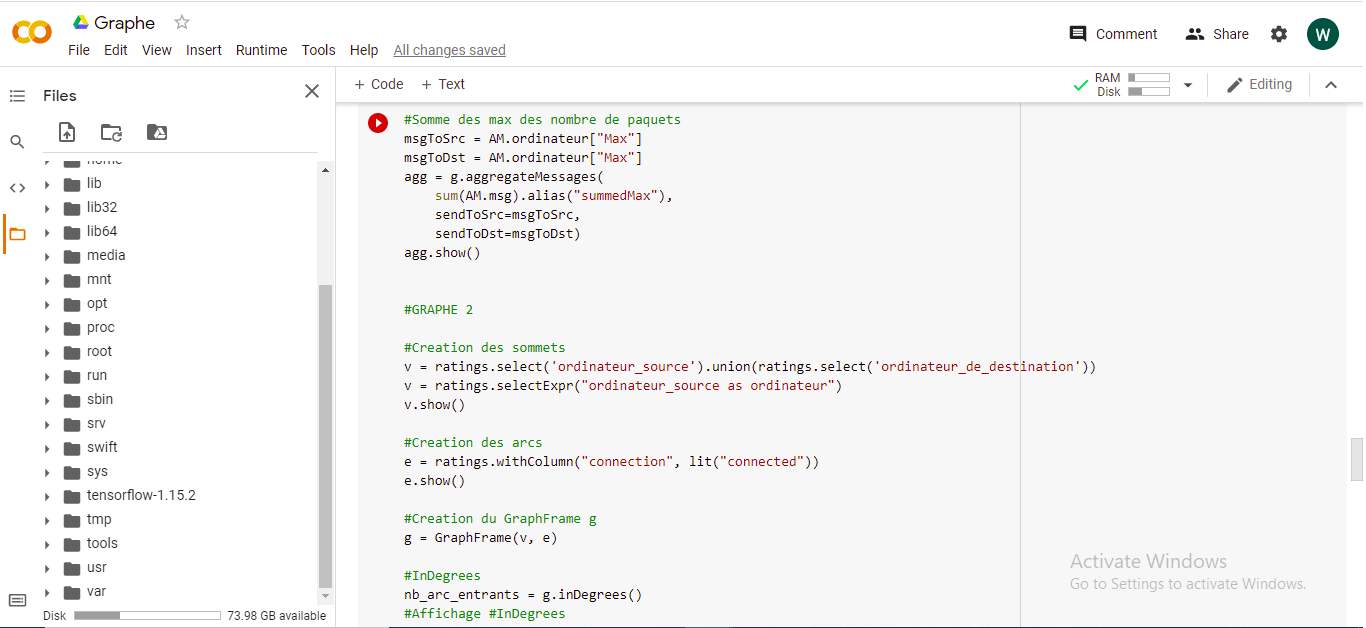 Graphe
File Edit View Insert Runtime Tools Help All changes saved
Comment Share W
Files
+ Code + Text
RAM
Disk
Editing
home
lib
lib32
lib64
media
mnt
opt
proc
root
run
sbin
srv
swift
sys
tensorflow-1.15.2
tmp
tools
usr
var
Disk 73.98 GB available
#Somme des max des nombre de paquets
msgToSrc = AM.ordinateur["Max"]
msgToDst = AM.ordinateur["Max"]
agg = g.aggregateMessages(
    sum(AM.msg).alias("summedMax"),
    sendToSrc=msgToSrc,
    sendToDst=msgToDst)
agg.show()
#GRAPHE 2
#Creation des sommets
v = ratings.select('ordinateur_source').union(ratings.select('ordinateur_de_destination'))
v = ratings.selectExpr("ordinateur_source as ordinateur")
v.show()
#Creation des arcs
e = ratings.withColumn("connection", lit("connected"))
e.show()
#Creation du GraphFrame g
g = GraphFrame(v, e)
#InDegrees
nb_arc_entrants = g.inDegrees()
#Affichage #InDegrees
Activate Windows
Go to Settings to activate Windows.